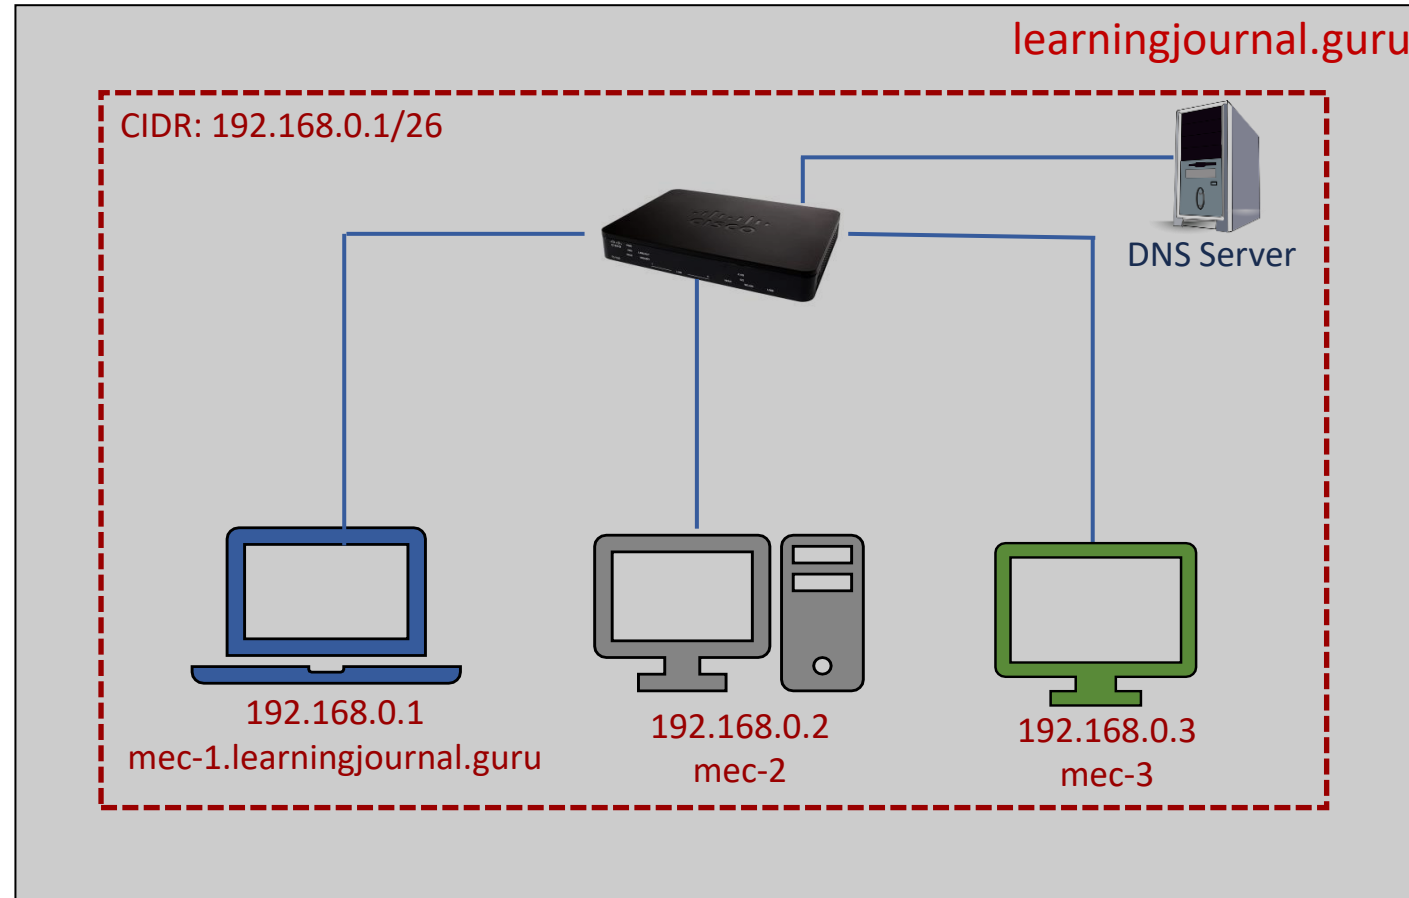 learningjournal.guru
CIDR: 192.168.0.1/26
DNS Server
192.168.0.1
mec-1.learningjournal.guru
192.168.0.2
mec-2
192.168.0.3
mec-3